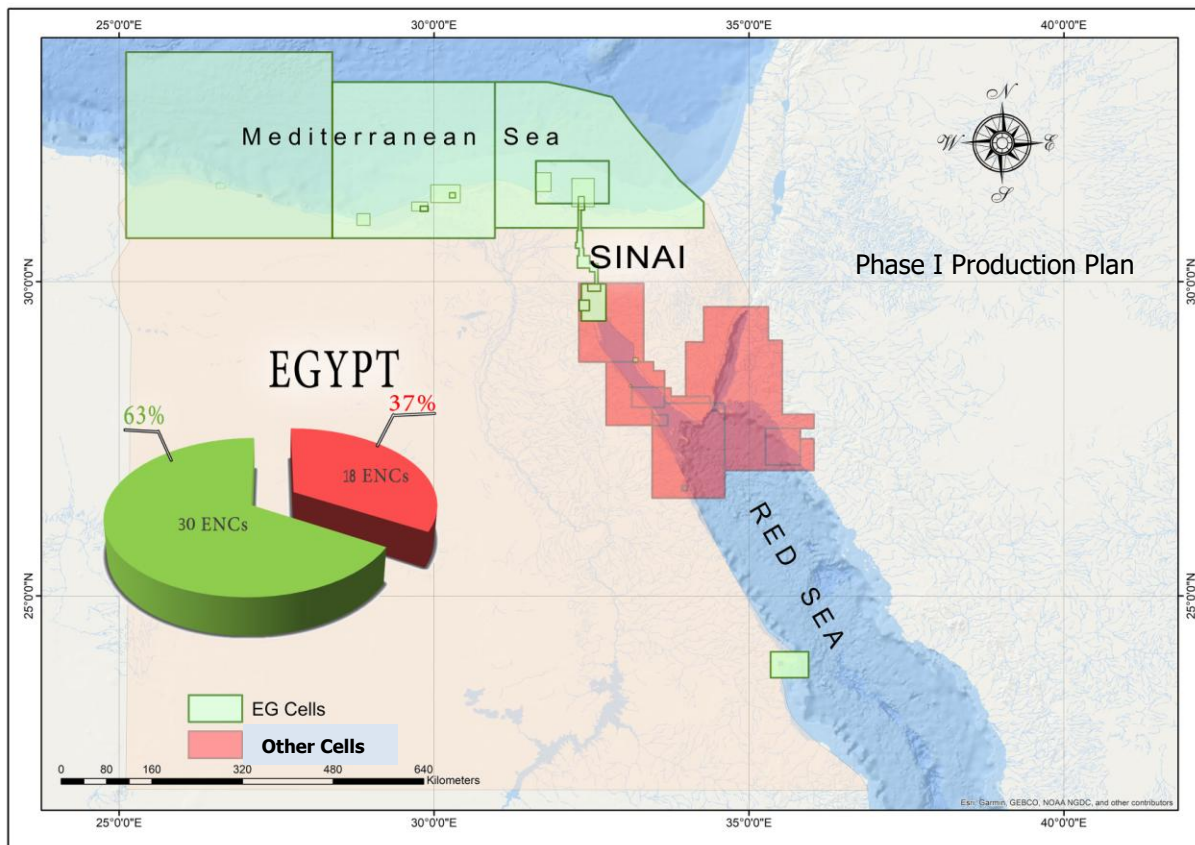 25°0'0"E 30°0'0"E 35°0'0"E 40°0'0"E
N
W E
S
Mediterranean Sea
SINAI
Phase I Production Plan
30°0'0"N 30°0'0"N
EGYPT
63%
37%
18 ENCs
30 ENCs
RED SEA
25°0'0"N 25°0'0"N
EG Cells
Other Cells
0 80 160 320 480 640
Kilometers
Esri, Garmin, GEBCO, NOAA NGDC, and other contributors
25°0'0"E 30°0'0"E 35°0'0"E 40°0'0"E